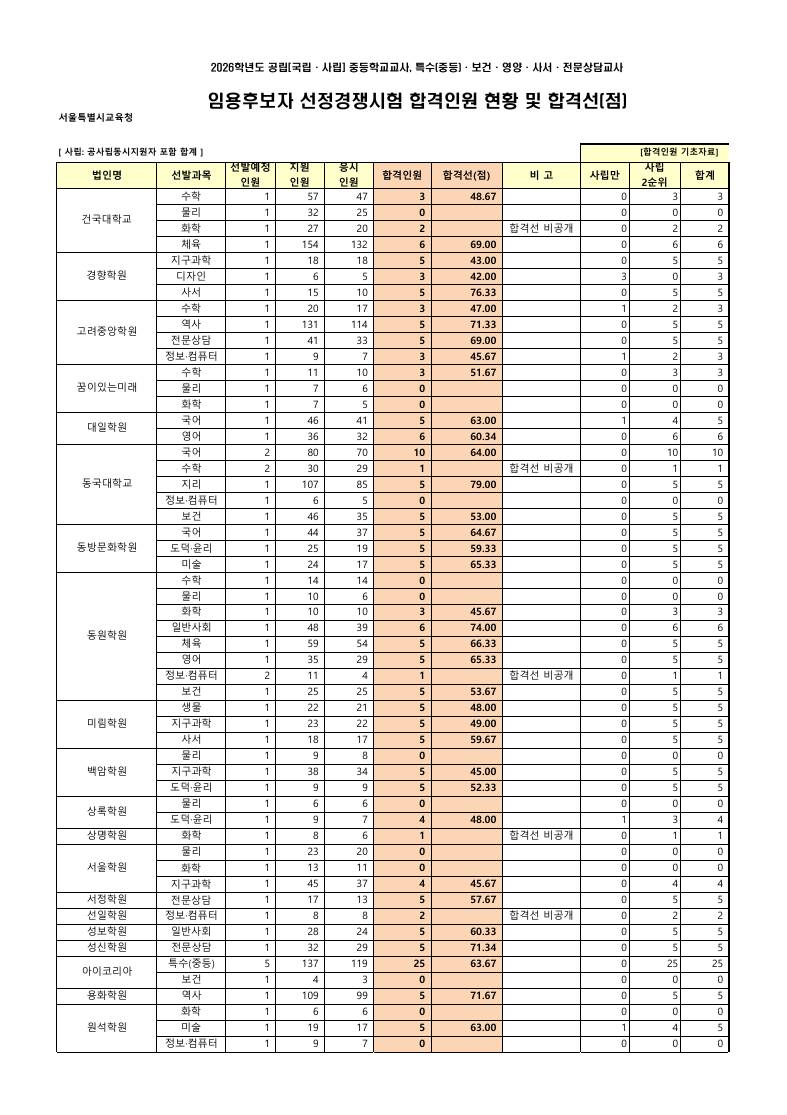 2026학년도 공립[국립 · 사립] 중등학교교사, 특수(중등) · 보건 · 영양 · 사서 · 전문상담교사
임용후보자 선정경쟁시험 합격인원 현황 및 합격선(점)
서울특별시교육청
[ 사립: 공사립동시지원자 포함 합계 ] [합격인원 기초자료]
법인명 선발과목 선발예정 인원 지원 인원 응시 인원 합격인원 합격선(점) 비 고 사립만 사립 2순위 합계
건국대학교 수학 1 57 47 3 48.67 0 3 3
물리 1 32 25 0 0 0 0
화학 1 27 20 2 합격선 비공개 0 2 2
체육 1 154 132 6 69.00 0 6 6
경향학원 지구과학 1 18 18 5 43.00 0 5 5
디자인 1 6 5 3 42.00 3 0 3
사서 1 15 10 5 76.33 0 5 5
고려중앙학원 수학 1 20 17 3 47.00 1 2 3
역사 1 131 114 5 71.33 0 5 5
전문상담 1 41 33 5 69.00 0 5 5
정보·컴퓨터 1 9 7 3 45.67 1 2 3
꿈이있는미래 수학 1 11 10 3 51.67 0 3 3
물리 1 7 6 0 0 0 0
화학 1 7 5 0 0 0 0
대일학원 국어 1 46 41 5 63.00 1 4 5
영어 1 36 32 6 60.34 0 6 6
동국대학교 국어 2 80 70 10 64.00 0 10 10
수학 2 30 29 1 합격선 비공개 0 1 1
지리 1 107 85 5 79.00 0 5 5
정보·컴퓨터 1 6 5 0 0 0 0
보건 1 46 35 5 53.00 0 5 5
동방문화학원 국어 1 44 37 5 64.67 0 5 5
도덕·윤리 1 25 19 5 59.33 0 5 5
미술 1 24 17 5 65.33 0 5 5
동원학원 수학 1 14 14 0 0 0 0
물리 1 10 6 0 0 0 0
화학 1 10 10 3 45.67 0 3 3
일반사회 1 48 39 6 74.00 0 6 6
체육 1 59 54 5 66.33 0 5 5
영어 1 35 29 5 65.33 0 5 5
정보·컴퓨터 2 11 4 1 합격선 비공개 0 1 1
보건 1 25 25 5 53.67 0 5 5
미림학원 생물 1 22 21 5 48.00 0 5 5
지구과학 1 23 22 5 49.00 0 5 5
사서 1 18 17 5 59.67 0 5 5
백암학원 물리 1 9 8 0 0 0 0
지구과학 1 38 34 5 45.00 0 5 5
도덕·윤리 1 9 9 5 52.33 0 5 5
상록학원 물리 1 6 6 0 0 0 0
도덕·윤리 1 9 7 4 48.00 1 3 4
상명학원 화학 1 8 6 1 합격선 비공개 0 1 1
서울학원 물리 1 23 20 0 0 0 0
화학 1 13 11 0 0 0 0
지구과학 1 45 37 4 45.67 0 4 4
서정학원 전문상담 1 17 13 5 57.67 0 5 5
선일학원 정보·컴퓨터 1 8 8 2 합격선 비공개 0 2 2
성보학원 일반사회 1 28 24 5 60.33 0 5 5
성신학원 전문상담 1 32 29 5 71.34 0 5 5
아이코리아 특수(중등) 5 137 119 25 63.67 0 25 25
보건 1 4 3 0 0 0 0
용화학원 역사 1 109 99 5 71.67 0 5 5
원석학원 화학 1 6 6 0 0 0 0
미술 1 19 17 5 63.00 1 4 5
정보·컴퓨터 1 9 7 0 0 0 0